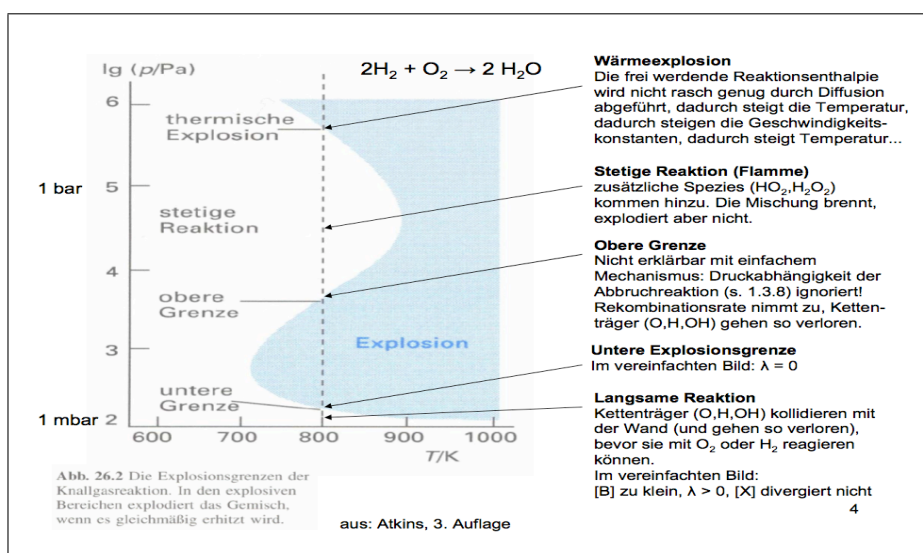 lg (p/Pa)
2H₂ + O₂ → 2 H₂O
6
thermische
Explosion
1 bar
5
stetige
Reaktion
4
obere
Grenze
3
Explosion
untere
Grenze
1 mbar
2
600
700
800
900
1000
T/K
Abb. 26.2 Die Explosionsgrenzen der
Knallgasreaktion. In den explosiven
Bereichen explodiert das Gemisch,
wenn es gleichmäßig erhitzt wird.
aus: Atkins, 3. Auflage
Wärmeexplosion
Die frei werdende Reaktionsenthalpie
wird nicht rasch genug durch Diffusion
abgeführt, dadurch steigt die Temperatur,
dadurch steigen die Geschwindigkeits-
konstanten, dadurch steigt Temperatur...
Stetige Reaktion (Flamme)
zusätzliche Spezies (HO₂,H₂O₂)
kommen hinzu. Die Mischung brennt,
explodiert aber nicht.
Obere Grenze
Nicht erklärbar mit einfachem
Mechanismus: Druckabhängigkeit der
Abbruchreaktion (s. 1.3.8) ignoriert!
Rekombinationsrate nimmt zu, Ketten-
träger (O,H,OH) gehen so verloren.
Untere Explosionsgrenze
Im vereinfachten Bild: λ = 0
Langsame Reaktion
Kettenträger (O,H,OH) kollidieren mit
der Wand (und gehen so verloren),
bevor sie mit O₂ oder H₂ reagieren
können.
Im vereinfachten Bild:
[B] zu klein, λ > 0, [X] divergiert nicht
4